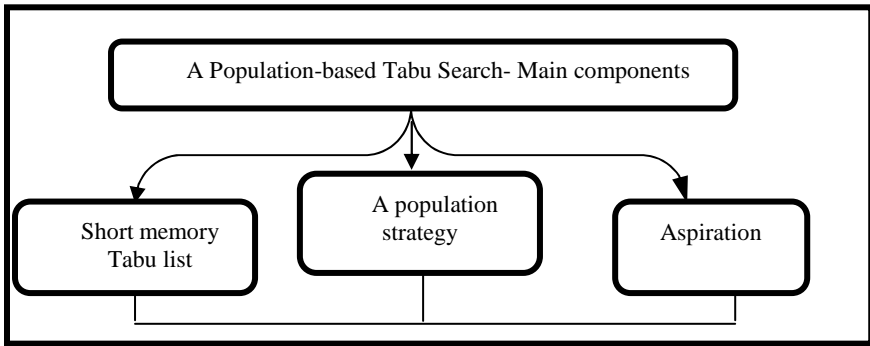 A Population-based Tabu Search- Main components
Short memory
Tabu list
A population
strategy
Aspiration